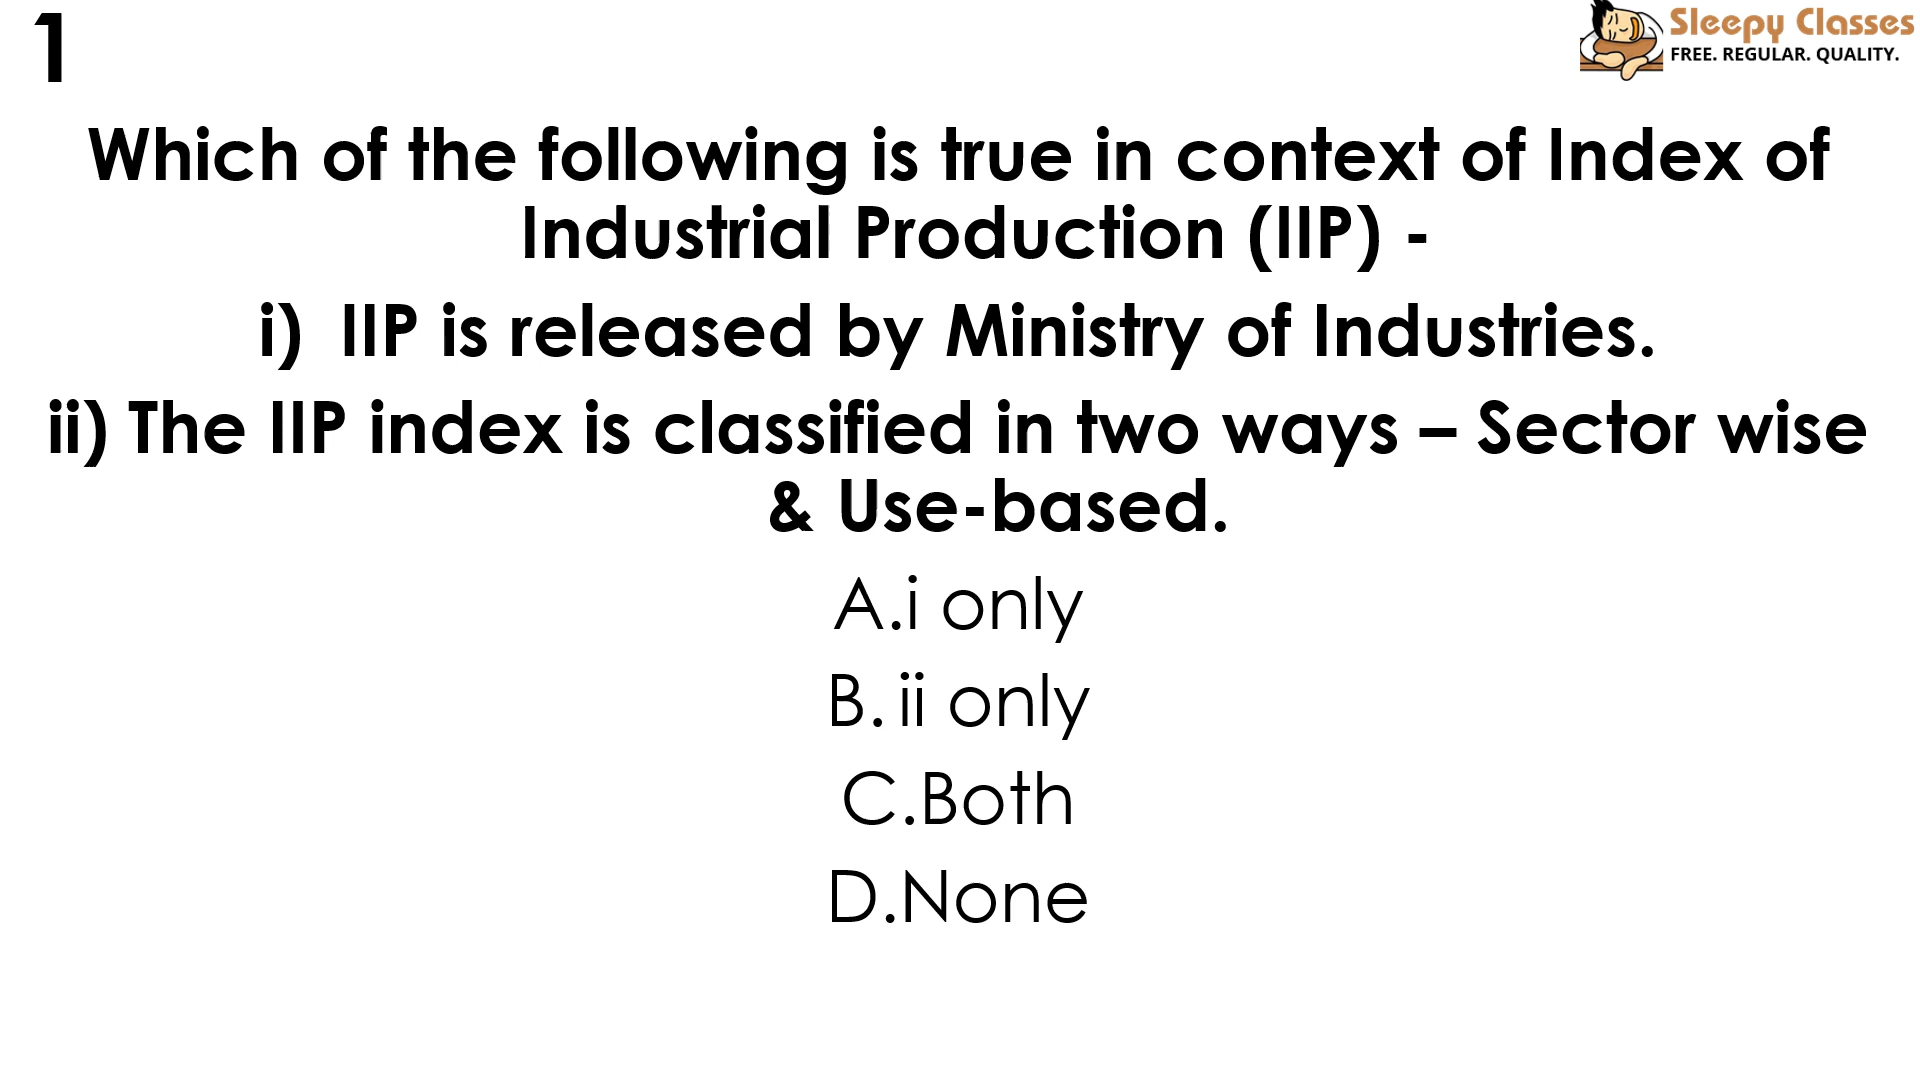 1
Sleepy Classes
FREE. REGULAR. QUALITY.
Which of the following is true in context of Index of
Industrial Production (IIP) -
i) IIP is released by Ministry of Industries.
ii) The IIP index is classified in two ways – Sector wise
& Use-based.
A.i only
B. ii only
C.Both
D.None